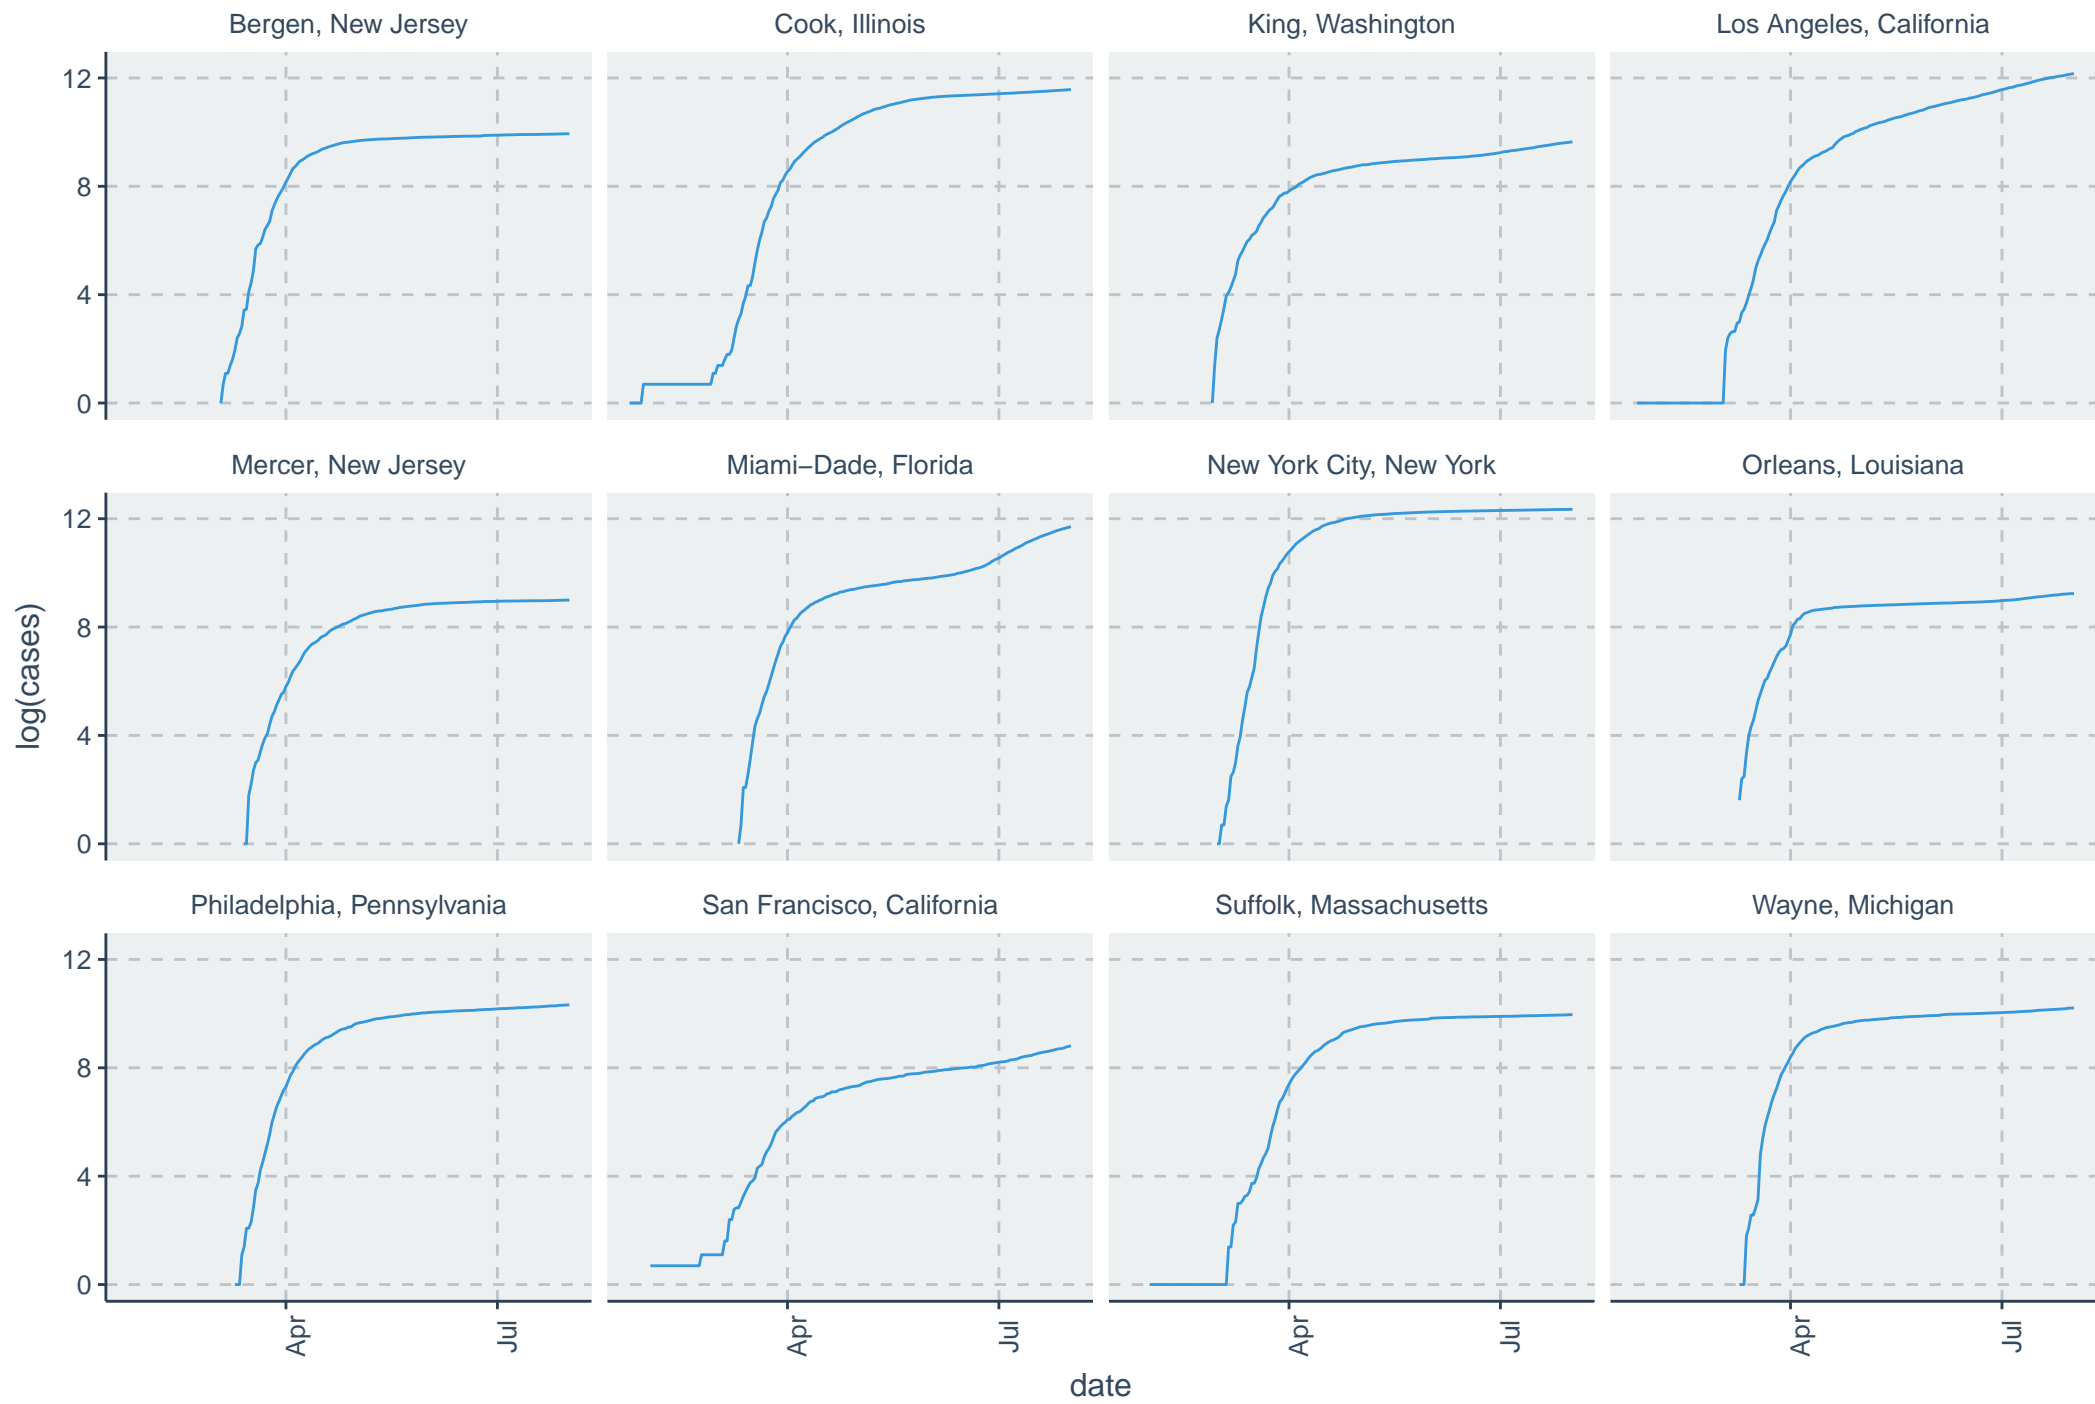 Bergen, New Jersey
Cook, Illinois
King, Washington
Los Angeles, California
12
8
4
0
Mercer, New Jersey
Miami−Dade, Florida
New York City, New York
Orleans, Louisiana
12
8
4
0
log(cases)
Philadelphia, Pennsylvania
San Francisco, California
Suffolk, Massachusetts
Wayne, Michigan
12
8
4
0
Apr
Jul
Apr
Jul
Apr
Jul
Apr
Jul
date